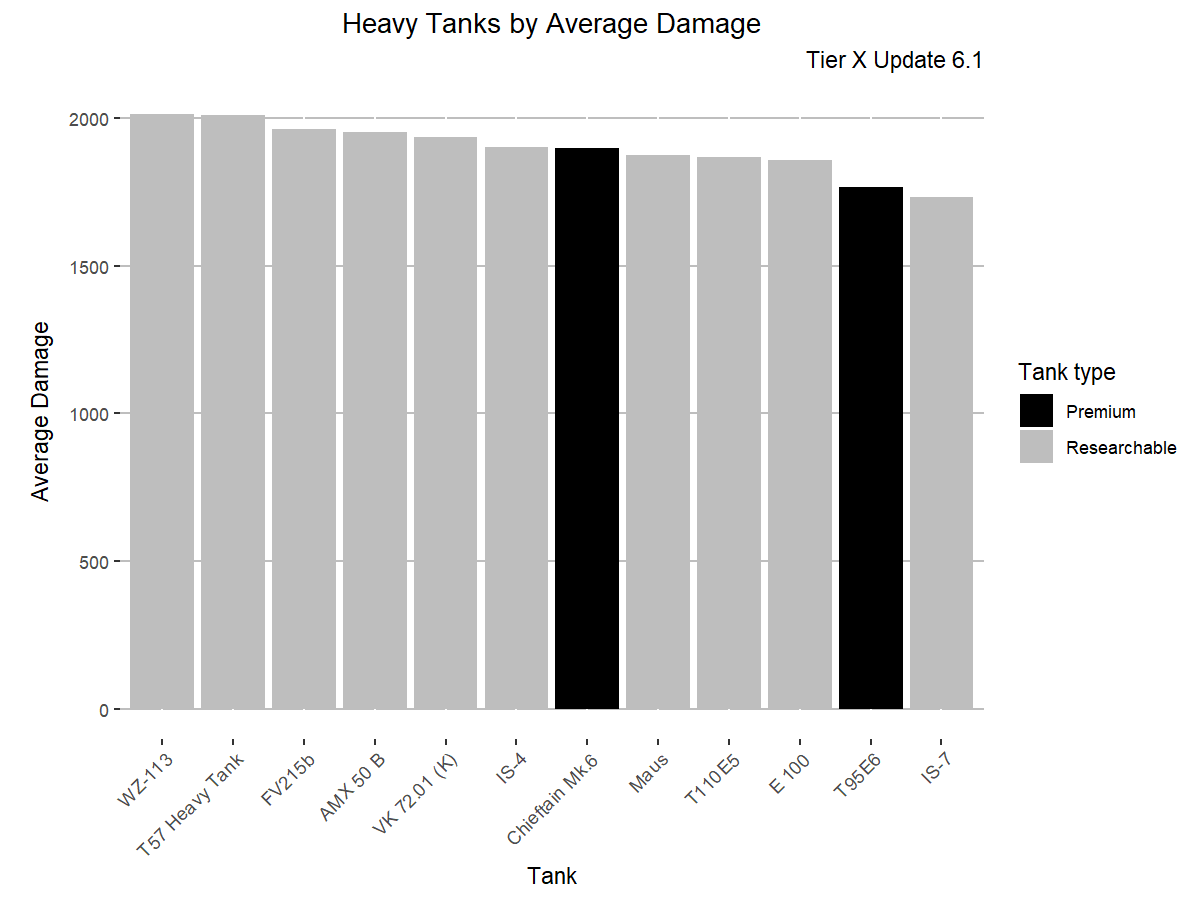 Heavy Tanks by Average Damage
Tier X Update 6.1
Average Damage
2000
1500
1000
500
0
WZ-113
T57 Heavy Tank
FV215b
AMX 50 B
VK 72.01 (K)
IS-4
Chieftain Mk.6
Maus
T110E5
E 100
T95E6
IS-7
Tank
Tank type
Premium
Researchable